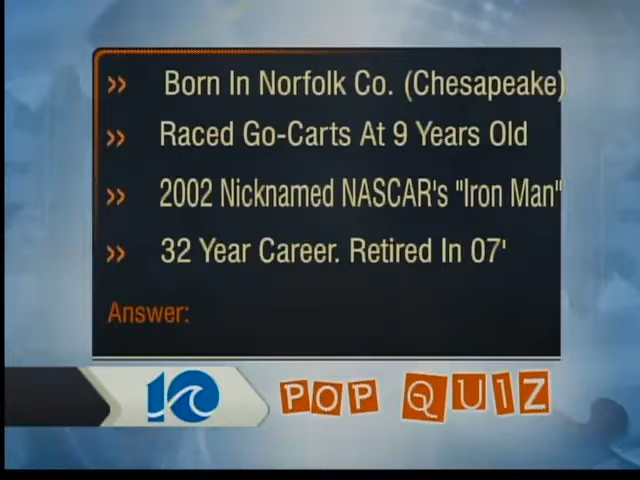 >> Born In Norfolk Co. (Chesapeake)
>> Raced Go-Carts At 9 Years Old
>> 2002 Nicknamed NASCAR's "Iron Man"
>> 32 Year Career. Retired In 07'
Answer:
10 POP QUIZ